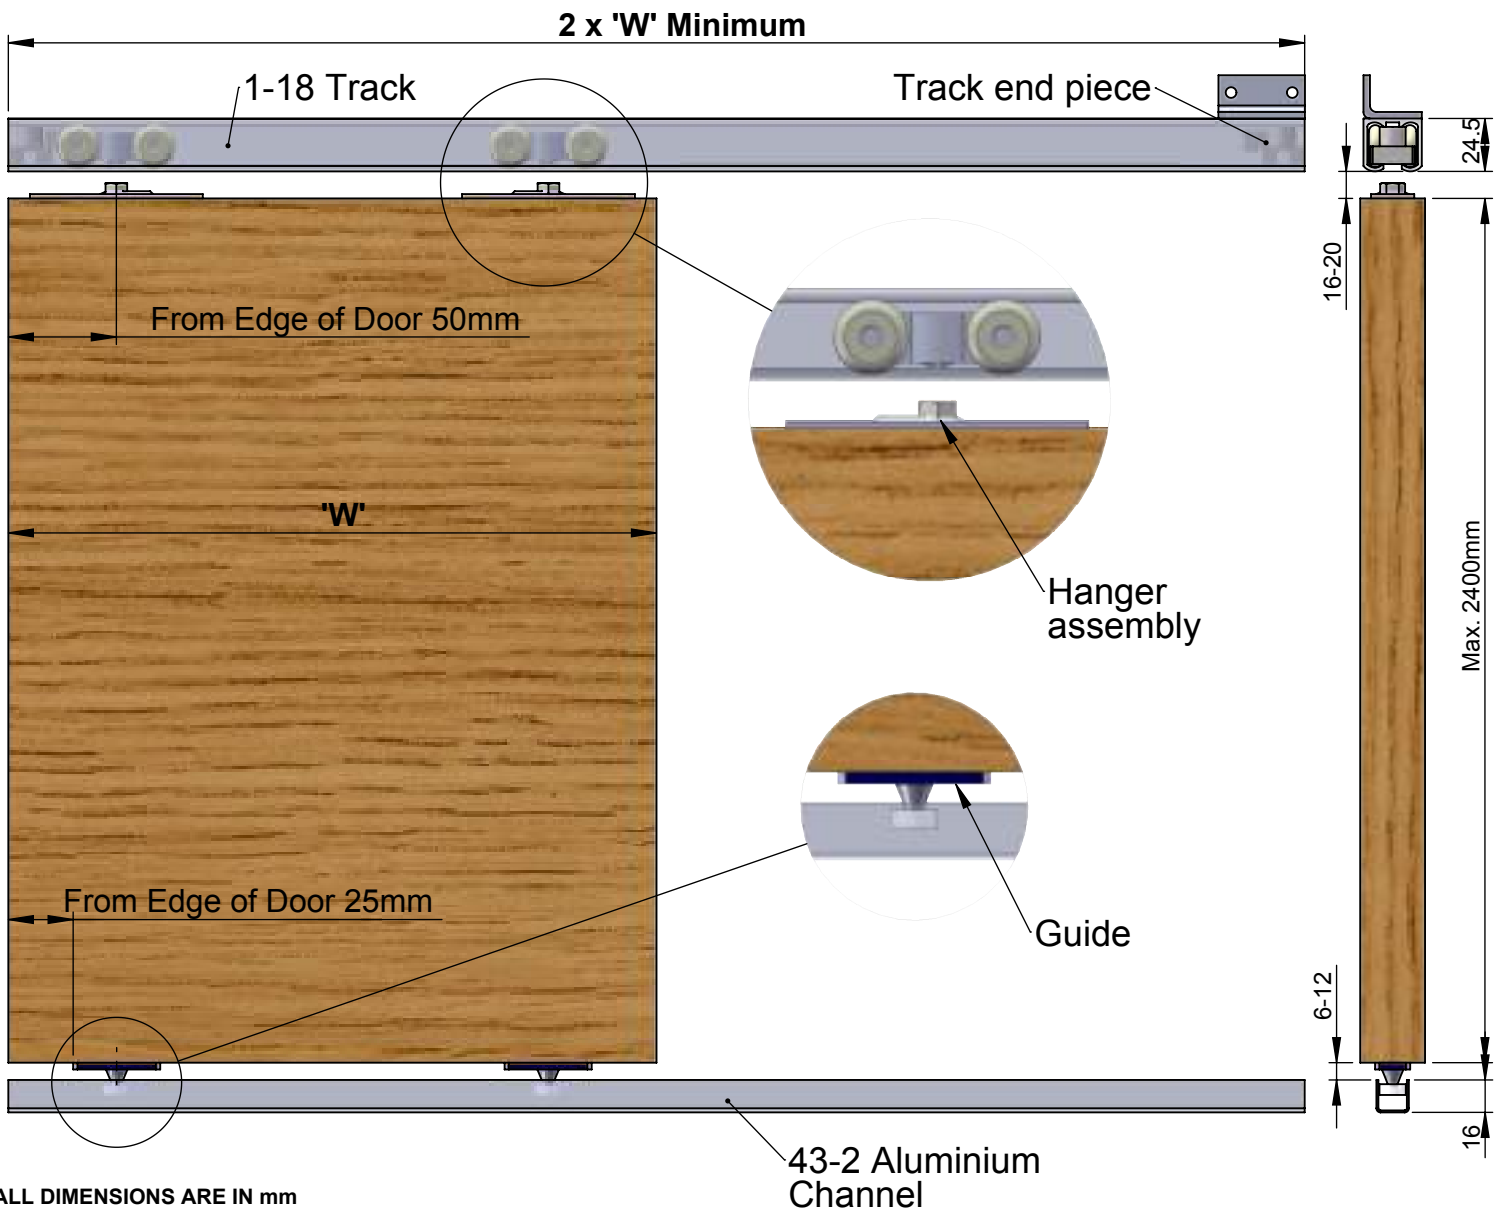 2 x 'W' Minimum
1-18 Track
Track end piece
24.5
16-20
From Edge of Door 50mm
'W'
Hanger
assembly
Max. 2400mm
From Edge of Door 25mm
Guide
6-12
16
43-2 Aluminium
Channel
ALL DIMENSIONS ARE IN mm